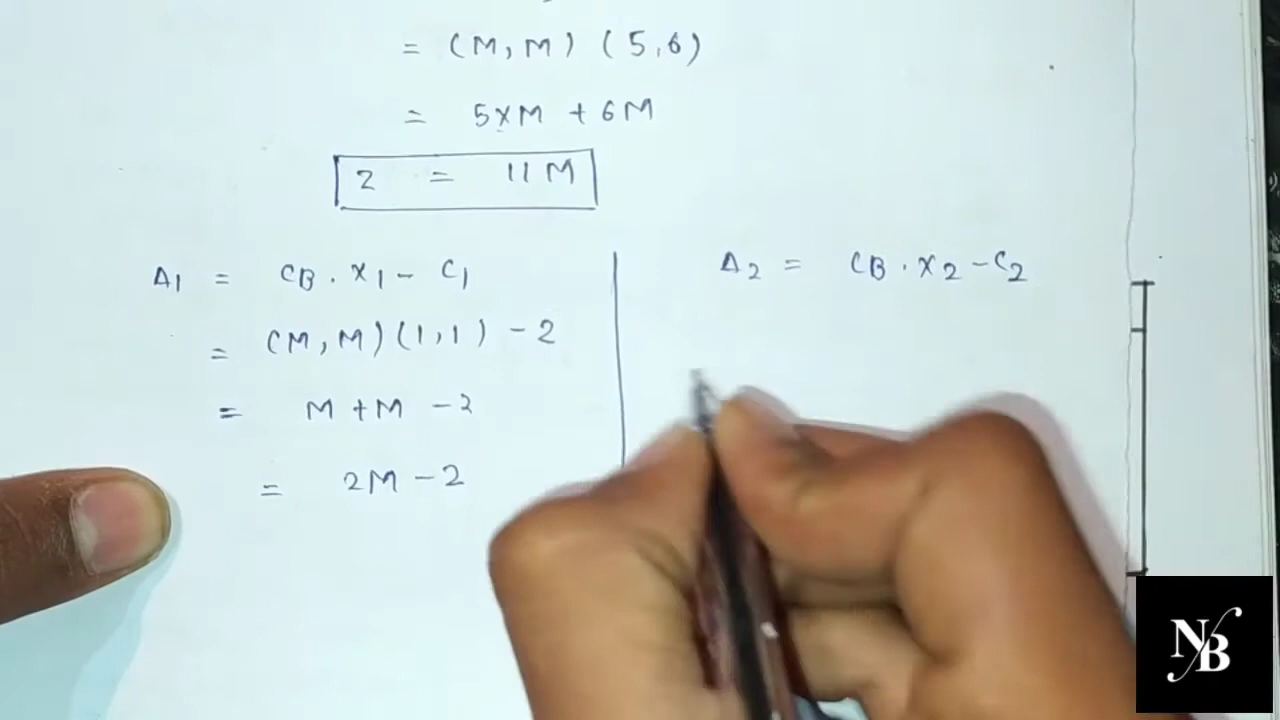 = (M, M) (5, 6)
= 5xM + 6M
Z = 11M
Δ1 = CB . X1 - C1
= (M, M) (1, 1) - 2
= M + M - 2
= 2M - 2
Δ2 = CB . X2 - C2
NB